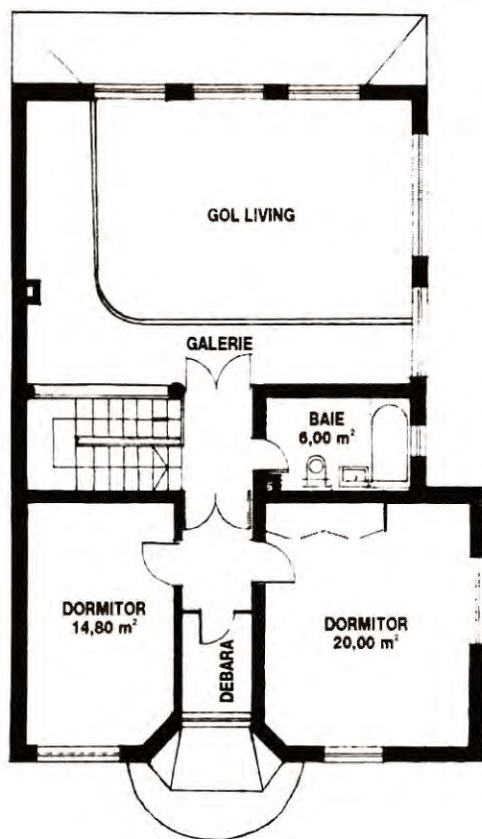 GOL LIVING
GALERIE
BAIE
6,00 m²
DORMITOR
14,80 m²
DEBARA
DORMITOR
20,00 m²